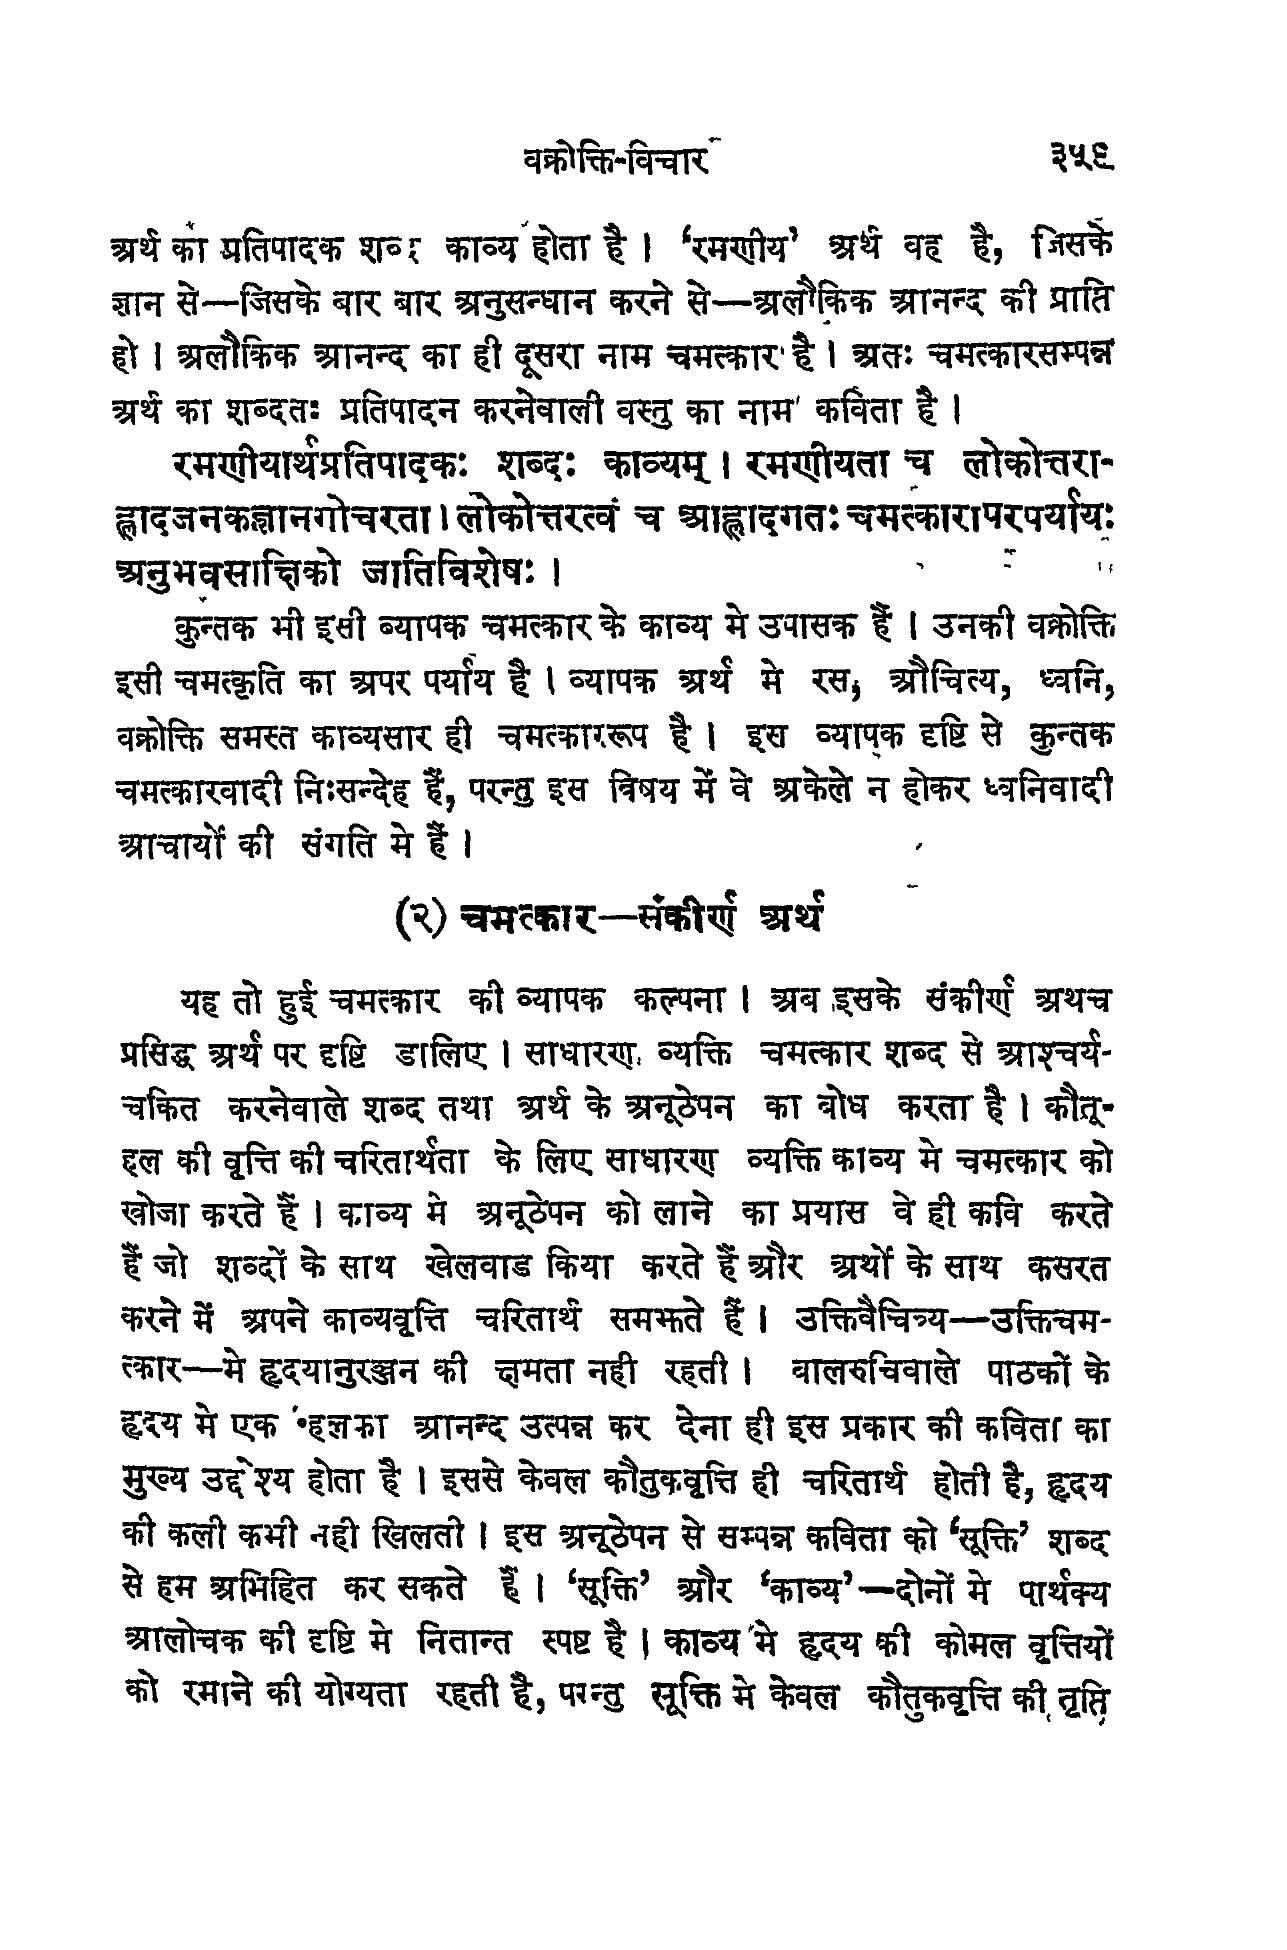 वक्रोक्ति-विचार ३५९
अर्थ का प्रतिपादक शब्द काव्य होता है । ‘रमणीय’ अर्थ वह है, जिसके
ज्ञान से—जिसके बार बार अनुसन्धान करने से—अलौकिक आनन्द की प्राप्ति
हो । अलौकिक आनन्द का ही दूसरा नाम चमत्कार है । अतः चमत्कारसम्पन्न
अर्थ का शब्दतः प्रतिपादन करनेवाली वस्तु का नाम कविता है ।
रमणीयार्थप्रतिपादकः शब्दः काव्यम् । रमणीयता च लोकोत्तरा-
ह्लादजनकज्ञानगोचरता । लोकोत्तरत्वं च आह्लादगतः चमत्कारापरपर्यायः
अनुभवसाक्षिको जातिविशेषः ।
कुन्तक भी इसी व्यापक चमत्कार के काव्य मे उपासक हैं । उनकी वक्रोक्ति
इसी चमत्कृति का अपर पर्याय है । व्यापक अर्थ मे रस, औचित्य, ध्वनि,
वक्रोक्ति समस्त काव्यसार ही चमत्काररूप है । इस व्यापक दृष्टि से कुन्तक
चमत्कारवादी निःसन्देह हैं, परन्तु इस विषय में वे अकेले न होकर ध्वनिवादी
आचार्यों की संगति मे हैं ।
(२) चमत्कार—संकीर्ण अर्थ
यह तो हुई चमत्कार की व्यापक कल्पना । अब इसके संकीर्ण अथच
प्रसिद्ध अर्थ पर दृष्टि डालिए । साधारण व्यक्ति चमत्कार शब्द से आश्चर्य-
चकित करनेवाले शब्द तथा अर्थ के अनूठेपन का बोध करता है । कौतू-
हल की वृत्ति की चरितार्थता के लिए साधारण व्यक्ति काव्य मे चमत्कार को
खोजा करते हैं । काव्य मे अनूठेपन को लाने का प्रयास वे ही कवि करते
हैं जो शब्दों के साथ खेलवाड किया करते हैं और अर्थों के साथ कसरत
करने में अपने काव्यवृत्ति चरितार्थ समझते हैं । उक्तिवैचित्र्य—उक्तिचम-
त्कार—मे हृदयानुरञ्जन की क्षमता नही रहती । बालरुचिवाले पाठकों के
हृदय मे एक हलका आनन्द उत्पन्न कर देना ही इस प्रकार की कविता का
मुख्य उद्देश्य होता है । इससे केवल कौतुकवृत्ति ही चरितार्थ होती है, हृदय
की कली कभी नही खिलती । इस अनूठेपन से सम्पन्न कविता को ‘सूक्ति’ शब्द
से हम अभिहित कर सकते हैं । ‘सूक्ति’ और ‘काव्य’—दोनों मे पार्थक्य
आलोचक की दृष्टि मे नितान्त स्पष्ट है । काव्य मे हृदय की कोमल वृत्तियों
को रमाने की योग्यता रहती है, परन्तु सूक्ति मे केवल कौतुकवृत्ति की तृप्ति